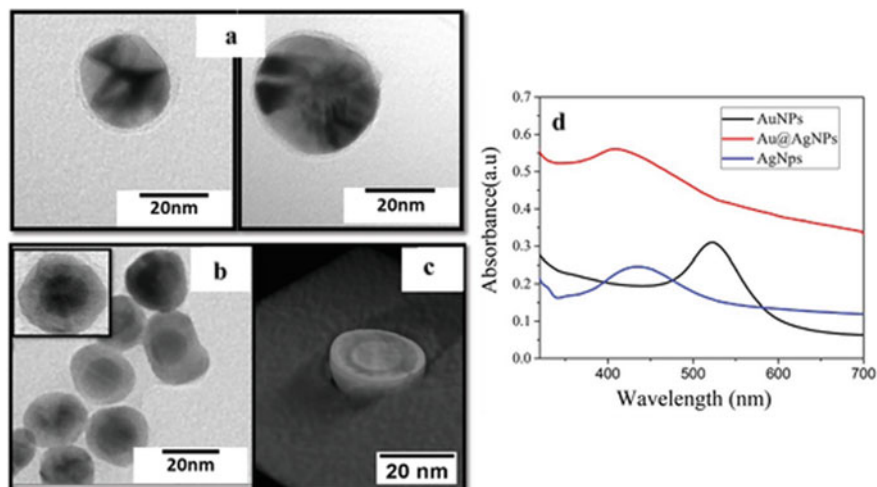 a
20nm
20nm
b
20nm
c
20 nm
d
AuNPs
Au@AgNPs
AgNps
0.7
0.6
0.5
0.4
0.3
0.2
0.1
0.0
400
500
600
700
Absorbance(a.u)
Wavelength (nm)